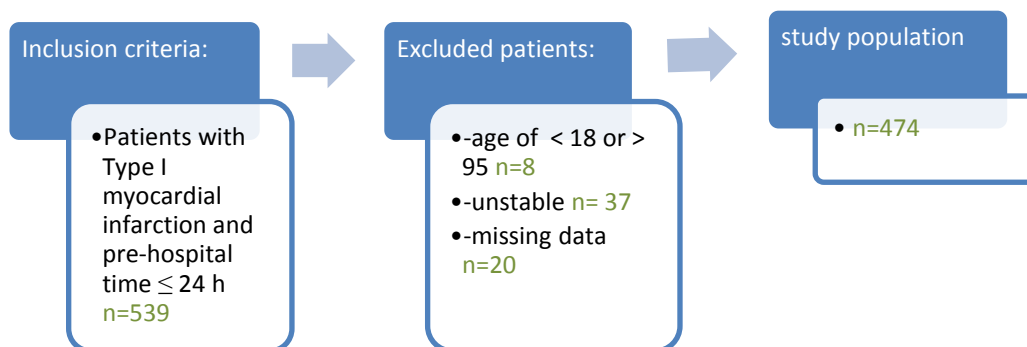 Inclusion criteria:
•Patients with
Type I
myocardial
infarction and
pre-hospital
time ≤ 24 h
n=539
Excluded patients:
•-age of < 18 or >
95 n=8
•-unstable n= 37
•-missing data
n=20
study population
• n=474